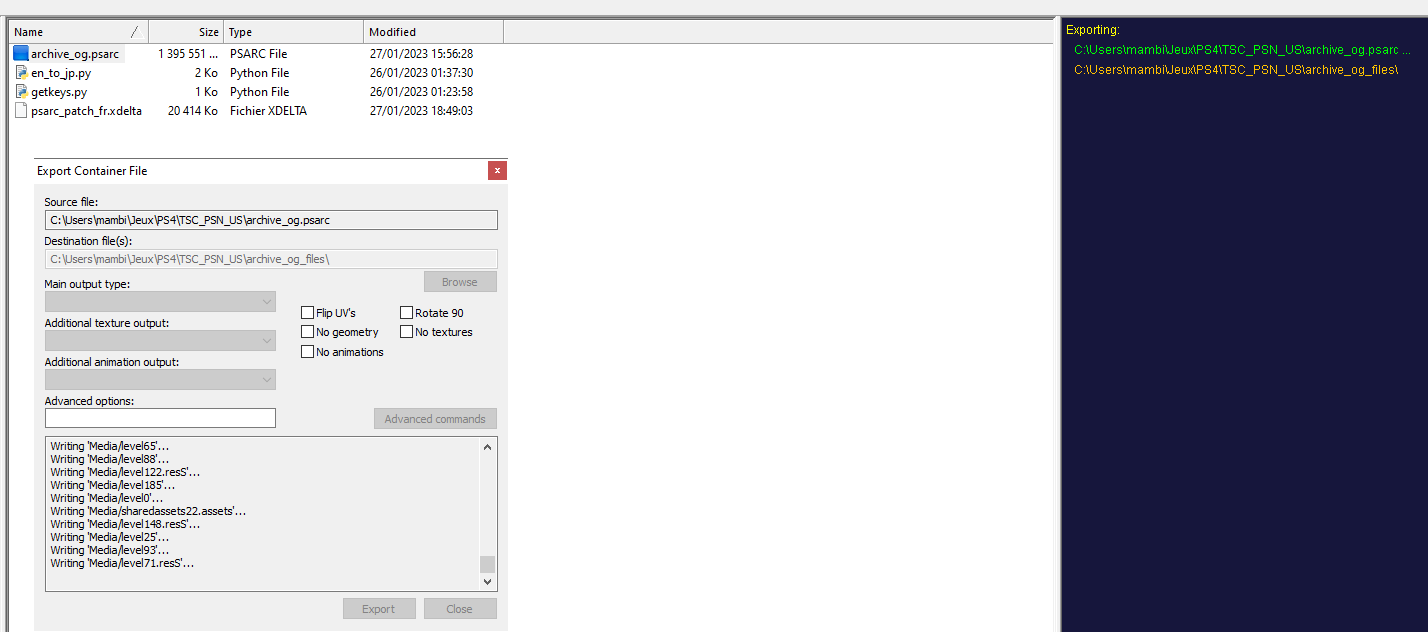 Name Size Type Modified
archive_og.psarc 1 395 551 ... PSARC File 27/01/2023 15:56:28
en_to_jp.py 2 Ko Python File 26/01/2023 01:37:30
getkeys.py 1 Ko Python File 26/01/2023 01:23:58
psarc_patch_fr.xdelta 20 414 Ko Fichier XDELTA 27/01/2023 18:49:03
Export Container File
x
Source file:
C:\Users\mambi\Jeux\PS4\TSC_PSN_US\archive_og.psarc
Destination file(s):
C:\Users\mambi\Jeux\PS4\TSC_PSN_US\archive_og_files\
Browse
Main output type:
Flip UV's Rotate 90
Additional texture output:
No geometry No textures
No animations
Additional animation output:
Advanced options:
Advanced commands
Writing 'Media/level65'...
Writing 'Media/level88'...
Writing 'Media/level122.resS'...
Writing 'Media/level185'...
Writing 'Media/level0'...
Writing 'Media/sharedassets22.assets'...
Writing 'Media/level148.resS'...
Writing 'Media/level25'...
Writing 'Media/level93'...
Writing 'Media/level71.resS'...
Export Close
Exporting:
C:\Users\mambi\Jeux\PS4\TSC_PSN_US\archive_og.psarc ...
C:\Users\mambi\Jeux\PS4\TSC_PSN_US\archive_og_files\